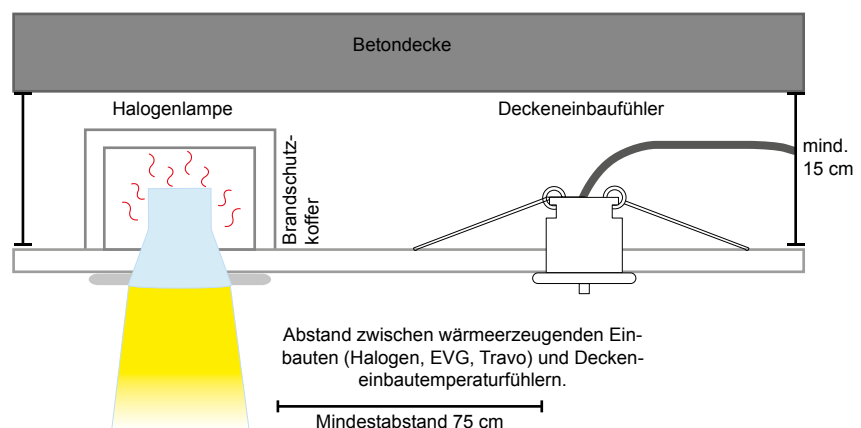 Betondecke
Halogenlampe
Deckeneinbaufühler
Brandschutz-
koffer
mind.
15 cm
Abstand zwischen wärmeerzeugenden Ein-
bauten (Halogen, EVG, Travo) und Decken-
einbautemperaturfühlern.
Mindestabstand 75 cm